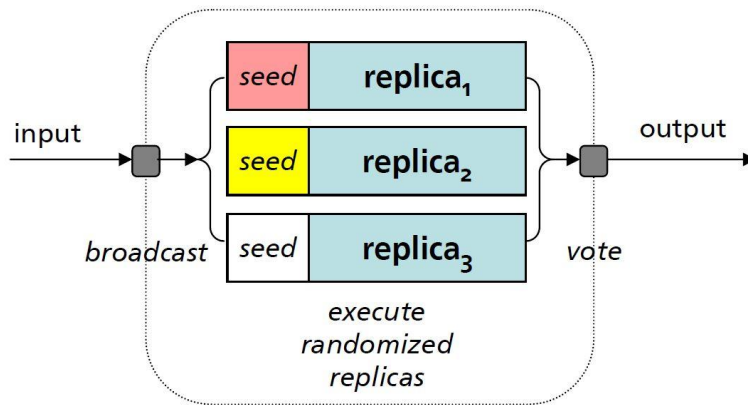 input
seed replica₁
seed replica₂
seed replica₃
output
broadcast
vote
execute
randomized
replicas